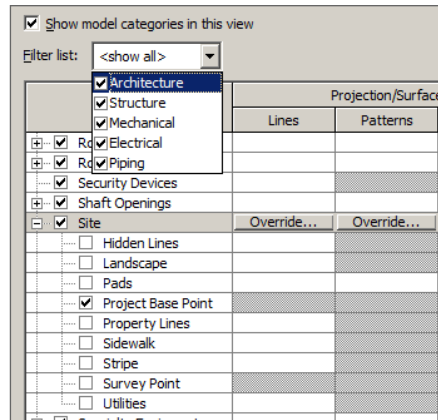 Show model categories in this view
Filter list: <show all>
Architecture
Projection/Surface
Structure
Mechanical
Lines Patterns
Electrical
Piping
Security Devices
Shaft Openings
Site Override... Override...
Hidden Lines
Landscape
Pads
Project Base Point
Property Lines
Sidewalk
Stripe
Survey Point
Utilities